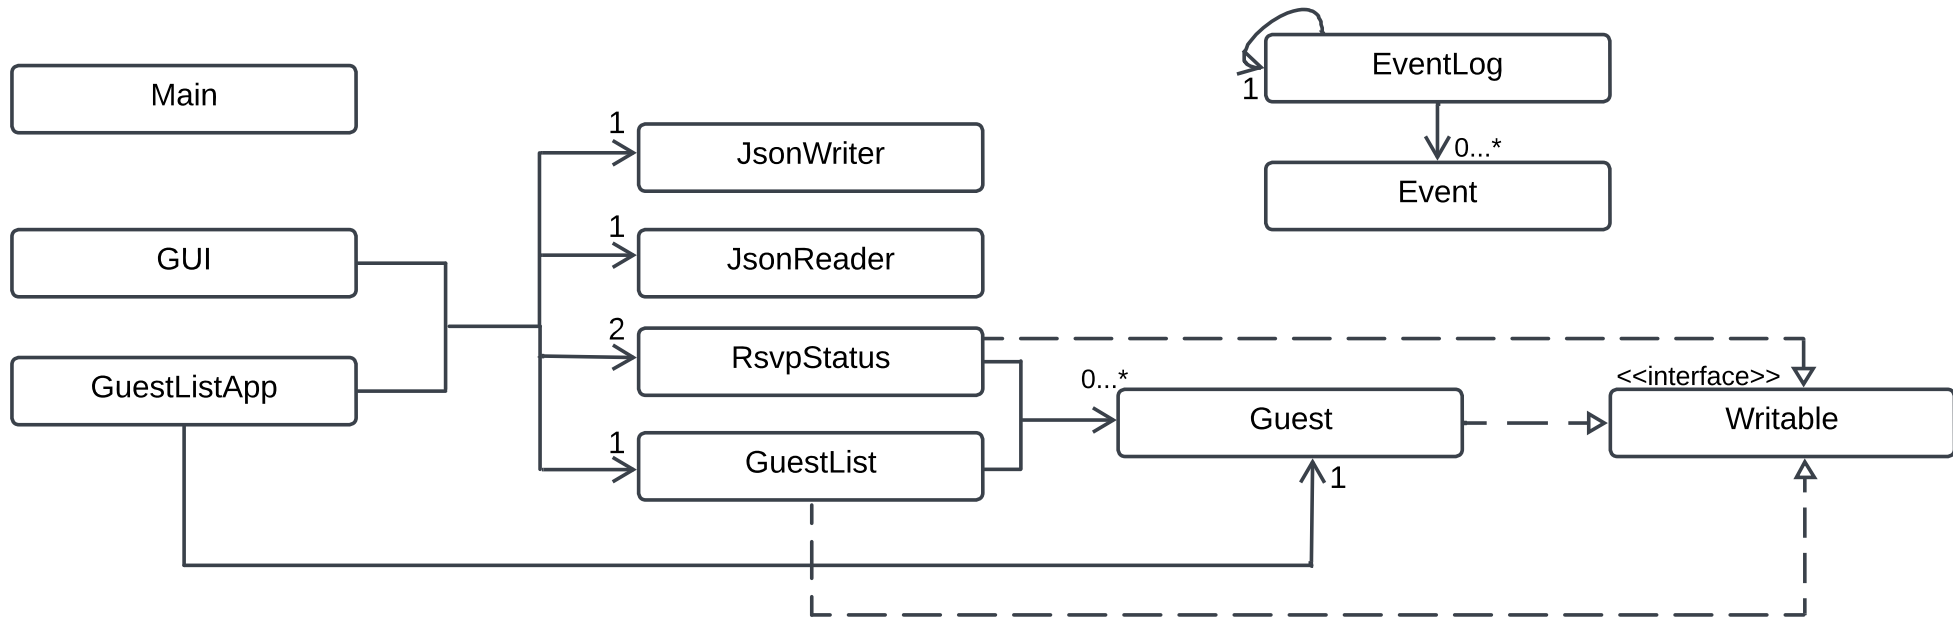 EventLog
1
Event
0...*
Main
GUI
GuestListApp
1
JsonWriter
1
JsonReader
2
RsvpStatus
1
GuestList
0...*
Guest
1
<<interface>>
Writable